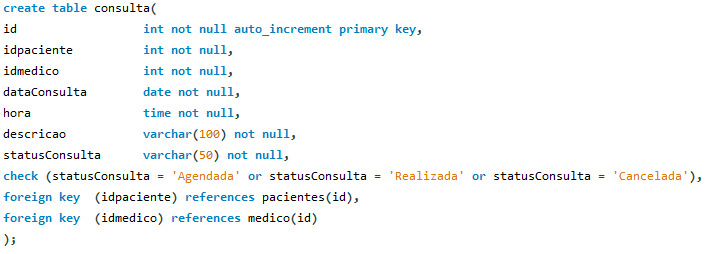 create table consulta(
id int not null auto_increment primary key,
idpaciente int not null,
idmedico int not null,
dataConsulta date not null,
hora time not null,
descricao varchar(100) not null,
statusConsulta varchar(50) not null,
check (statusConsulta = 'Agendada' or statusConsulta = 'Realizada' or statusConsulta = 'Cancelada'),
foreign key (idpaciente) references pacientes(id),
foreign key (idmedico) references medico(id)
);